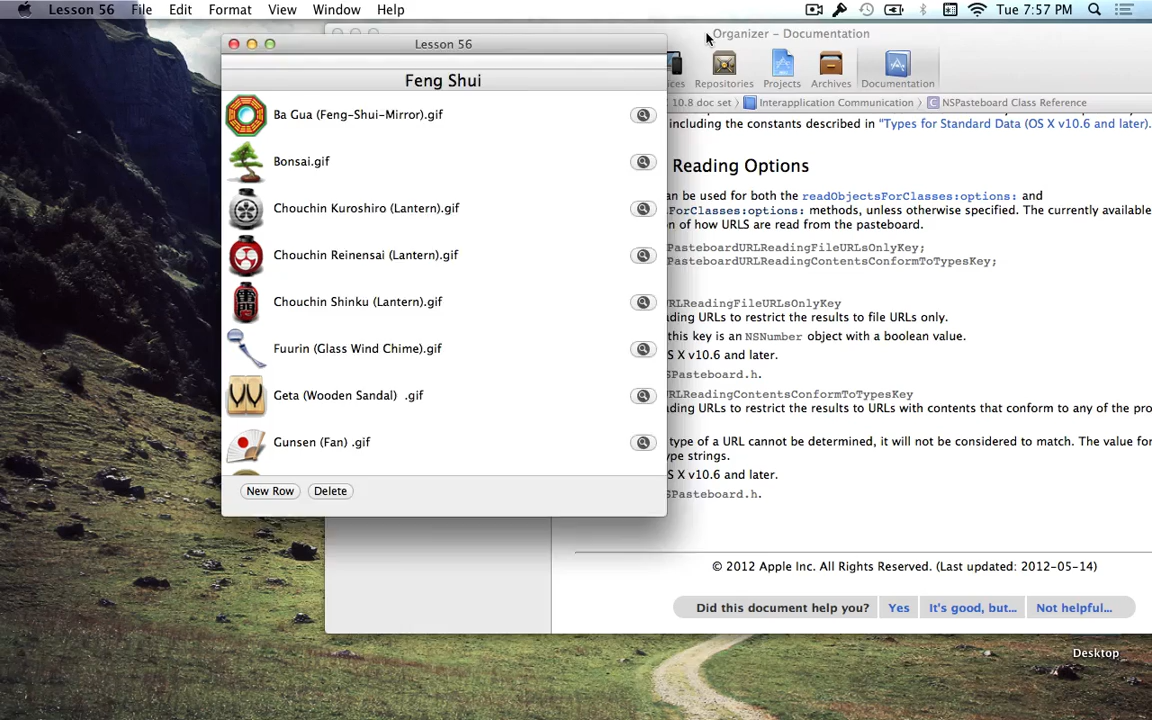 Lesson 56 File Edit Format View Window Help Tue 7:57 PM
Lesson 56
Feng Shui
Ba Gua (Feng-Shui-Mirror).gif
Bonsai.gif
Chouchin Kuroshiro (Lantern).gif
Chouchin Reinensai (Lantern).gif
Chouchin Shinku (Lantern).gif
Fuurin (Glass Wind Chime).gif
Geta (Wooden Sandal) .gif
Gunsen (Fan) .gif
New Row Delete
Organizer – Documentation
ices Repositories Projects Archives Documentation
10.8 doc set Interapplication Communication NSPasteboard Class Reference
including the constants described in "Types for Standard Data (OS X v10.6 and later).
Reading Options
an be used for both the readObjectsForClasses:options: and
sForClasses:options: methods, unless otherwise specified. The currently available
on of how URLS are read from the pasteboard.
PasteboardURLReadingFileURLsOnlyKey;
PasteboardURLReadingContentsConformToTypesKey;
URLReadingFileURLsOnlyKey
ading URLs to restrict the results to file URLs only.
this key is an NSNumber object with a boolean value.
S X v10.6 and later.
SPasteboard.h.
URLReadingContentsConformToTypesKey
ading URLs to restrict the results to URLs with contents that conform to any of the pro
type of a URL cannot be determined, it will not be considered to match. The value for
ype strings.
S X v10.6 and later.
SPasteboard.h.
© 2012 Apple Inc. All Rights Reserved. (Last updated: 2012-05-14)
Did this document help you? Yes It's good, but... Not helpful...
Desktop